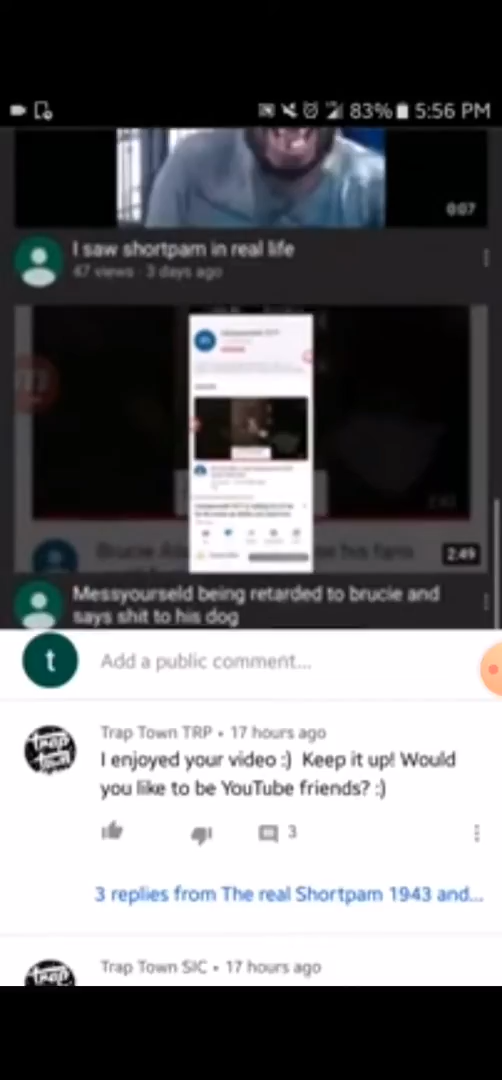 83% 5:56 PM
0:07
I saw shortpam in real life
47 views · 3 days ago
2:49
Messyourseld being retarded to brucie and
says shit to his dog
t
Add a public comment...
Trap Town TRP • 17 hours ago
I enjoyed your video :) Keep it up! Would
you like to be YouTube friends? :)
3
3 replies from The real Shortpam 1943 and...
Trap Town SIC • 17 hours ago